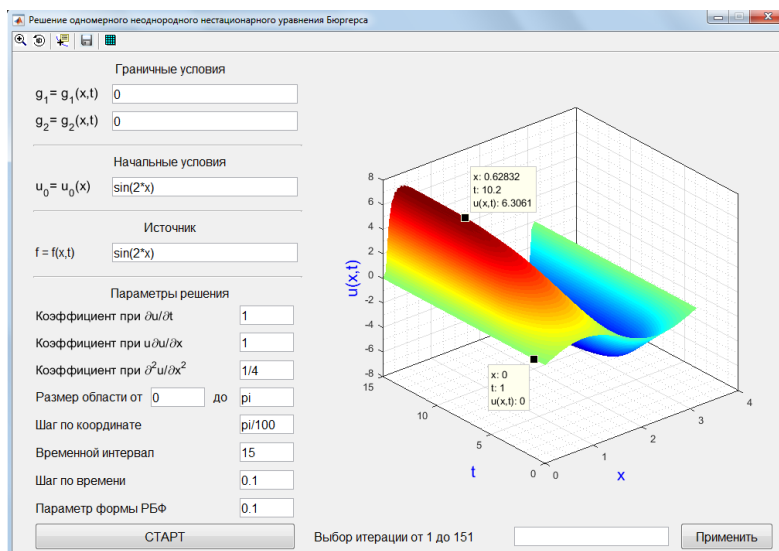 Решение одномерного неоднородного нестационарного уравнения Бюргерса
Граничные условия
g1= g1(x,t) 0
g2= g2(x,t) 0
Начальные условия
u0= u0(x) sin(2*x)
Источник
f = f(x,t) sin(2*x)
Параметры решения
Коэффициент при ∂u/∂t 1
Коэффициент при u∂u/∂x 1
Коэффициент при ∂²u/∂x² 1/4
Размер области от 0 до pi
Шаг по координате pi/100
Временной интервал 15
Шаг по времени 0.1
Параметр формы РБФ 0.1
СТАРТ
u(x,t)
8
6
4
2
0
-2
-4
-6
-8
x: 0.62832
t: 10.2
u(x,t): 6.3061
x: 0
t: 1
u(x,t): 0
15
10
5
0
t
0
1
2
3
4
x
Выбор итерации от 1 до 151
Применить